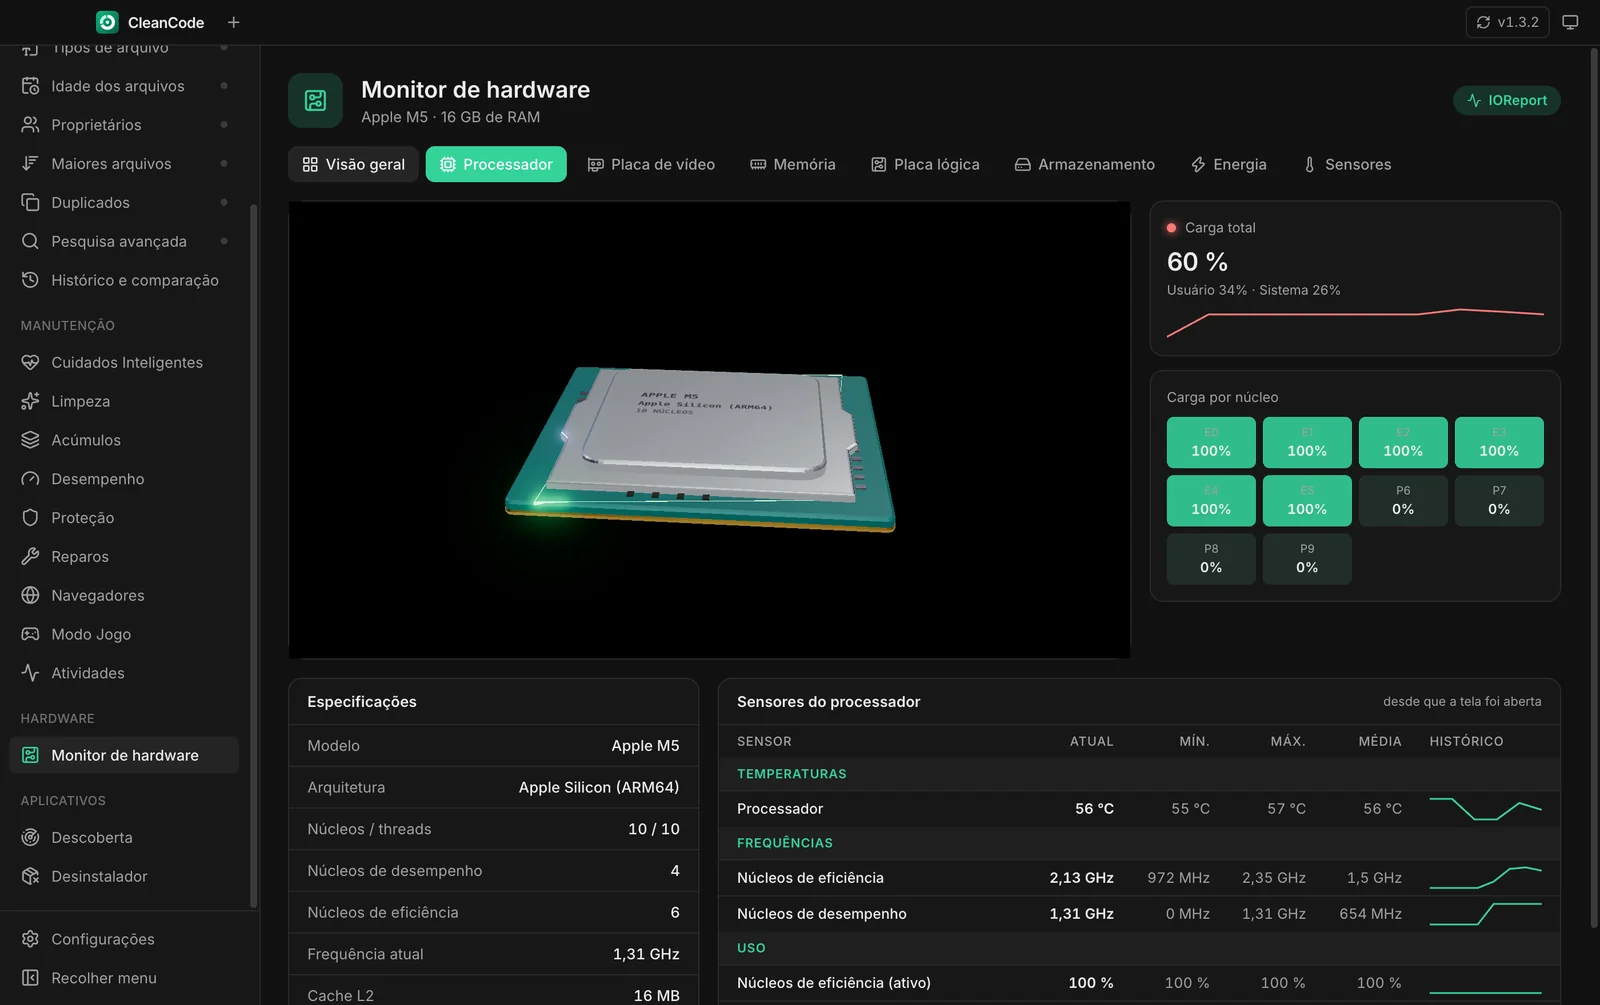 CleanCode
v1.3.2
Tipos de arquivo
Idade dos arquivos
Proprietários
Maiores arquivos
Duplicados
Pesquisa avançada
Histórico e comparação
MANUTENÇÃO
Cuidados Inteligentes
Limpeza
Acúmulos
Desempenho
Proteção
Reparos
Navegadores
Modo Jogo
Atividades
HARDWARE
Monitor de hardware
APLICATIVOS
Descoberta
Desinstalador
Configurações
Recolher menu
Monitor de hardware
Apple M5 · 16 GB de RAM
IOReport
Visão geral
Processador
Placa de vídeo
Memória
Placa lógica
Armazenamento
Energia
Sensores
APPLE M5
Apple Silicon (ARM64)
10 NÚCLEOS
Carga total
60 %
Usuário 34% · Sistema 26%
Carga por núcleo
E0 E1 E2 E3
100% 100% 100% 100%
E4 E5 P6 P7
100% 100% 0% 0%
P8 P9
0% 0%
Especificações
Modelo Apple M5
Arquitetura Apple Silicon (ARM64)
Núcleos / threads 10 / 10
Núcleos de desempenho 4
Núcleos de eficiência 6
Frequência atual 1,31 GHz
Cache L2 16 MB
Sensores do processador desde que a tela foi aberta
SENSOR ATUAL MÍN. MÁX. MÉDIA HISTÓRICO
TEMPERATURAS
Processador 56 °C 55 °C 57 °C 56 °C
FREQUÊNCIAS
Núcleos de eficiência 2,13 GHz 972 MHz 2,35 GHz 1,5 GHz
Núcleos de desempenho 1,31 GHz 0 MHz 1,31 GHz 654 MHz
USO
Núcleos de eficiência (ativo) 100 % 100 % 100 % 100 %